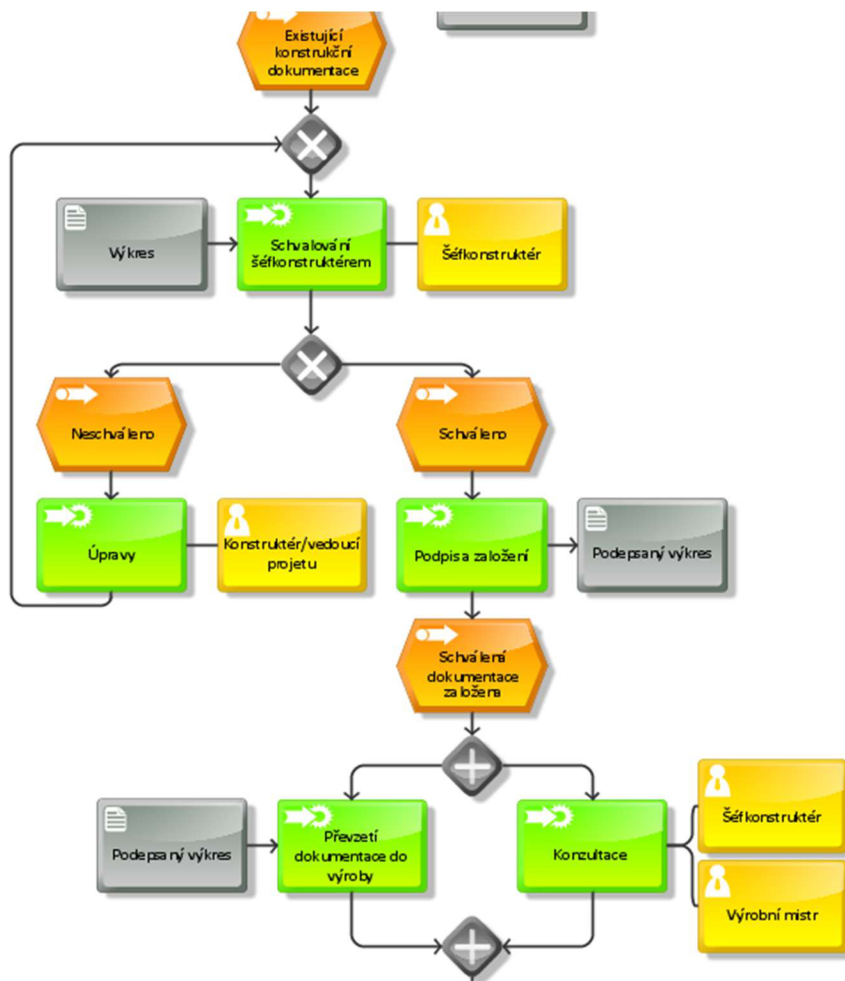 Existující
konstrukční
dokumentace
Výkres
Schvalování
šéfkonstruktérem
Šéfkonstruktér
Neschváleno
Schváleno
Úpravy
Konstruktér/vedoucí
projetu
Podpis a založení
Podepsaný výkres
Schválená
dokumentace
založena
Podepsaný výkres
Převzetí
dokumentace do
výroby
Konzultace
Šéfkonstruktér
Výrobní mistr